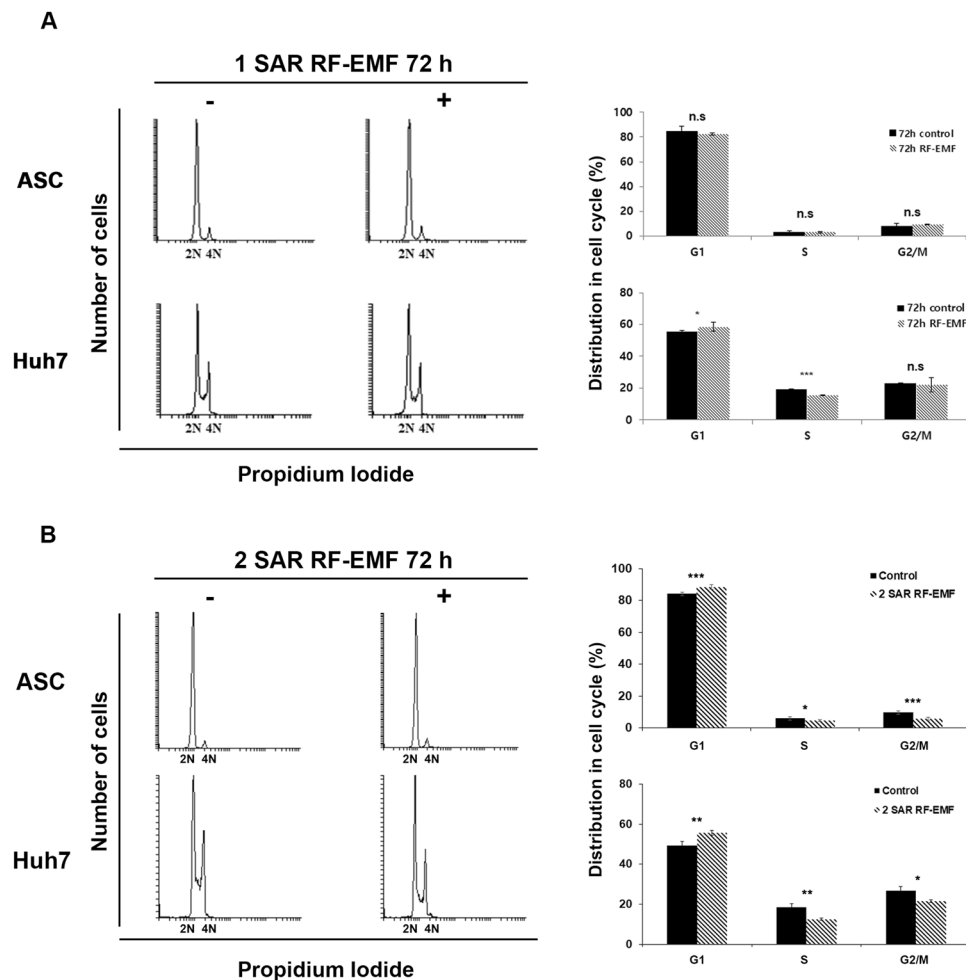 A
1 SAR RF-EMF 72 h
- +
ASC
Huh7
Number of cells
2N 4N
2N 4N
2N 4N
2N 4N
Propidium Iodide
Distribution in cell cycle (%)
100
80
60
40
20
0
n.s
n.s
n.s
72h control
72h RF-EMF
G1 S G2/M
80
60
40
20
0
*
***
n.s
72h control
72h RF-EMF
G1 S G2/M
B
2 SAR RF-EMF 72 h
- +
ASC
Huh7
Number of cells
2N 4N
2N 4N
2N 4N
2N 4N
Propidium Iodide
Distribution in cell cycle (%)
100
80
60
40
20
0
***
*
***
Control
2 SAR RF-EMF
G1 S G2/M
80
60
40
20
0
**
**
*
Control
2 SAR RF-EMF
G1 S G2/M